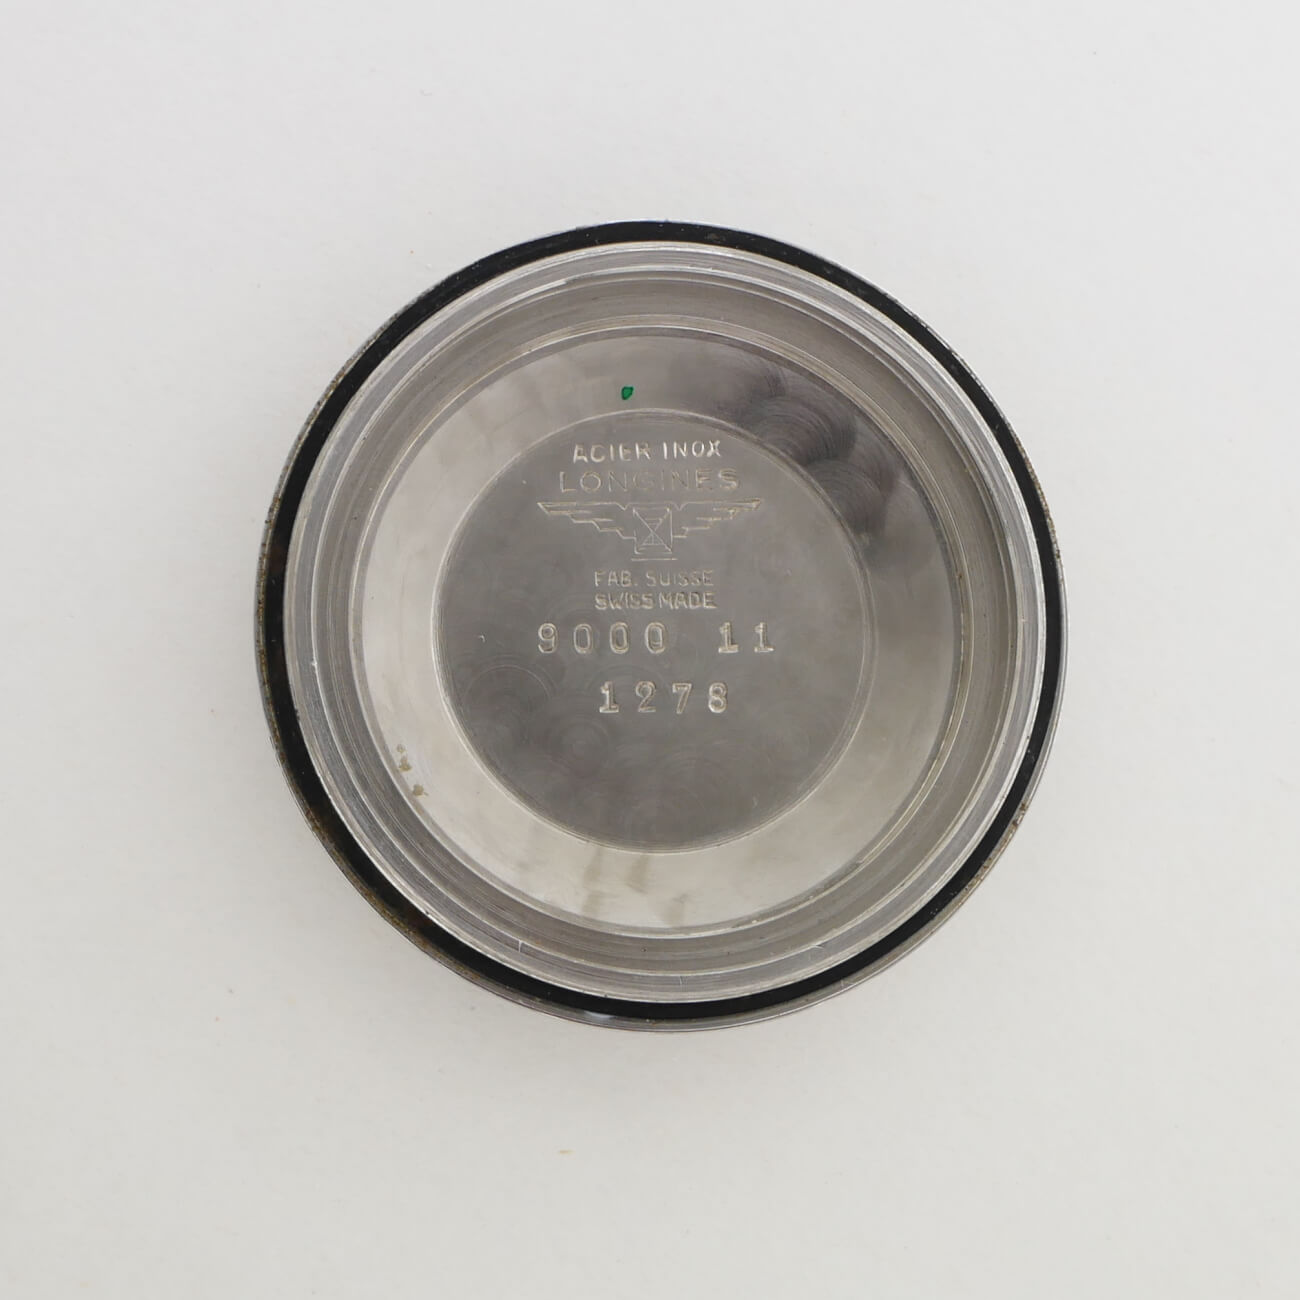 ACIER INOX
LONGINES
FAB. SUISSE
SWISS MADE
9000 11
1278